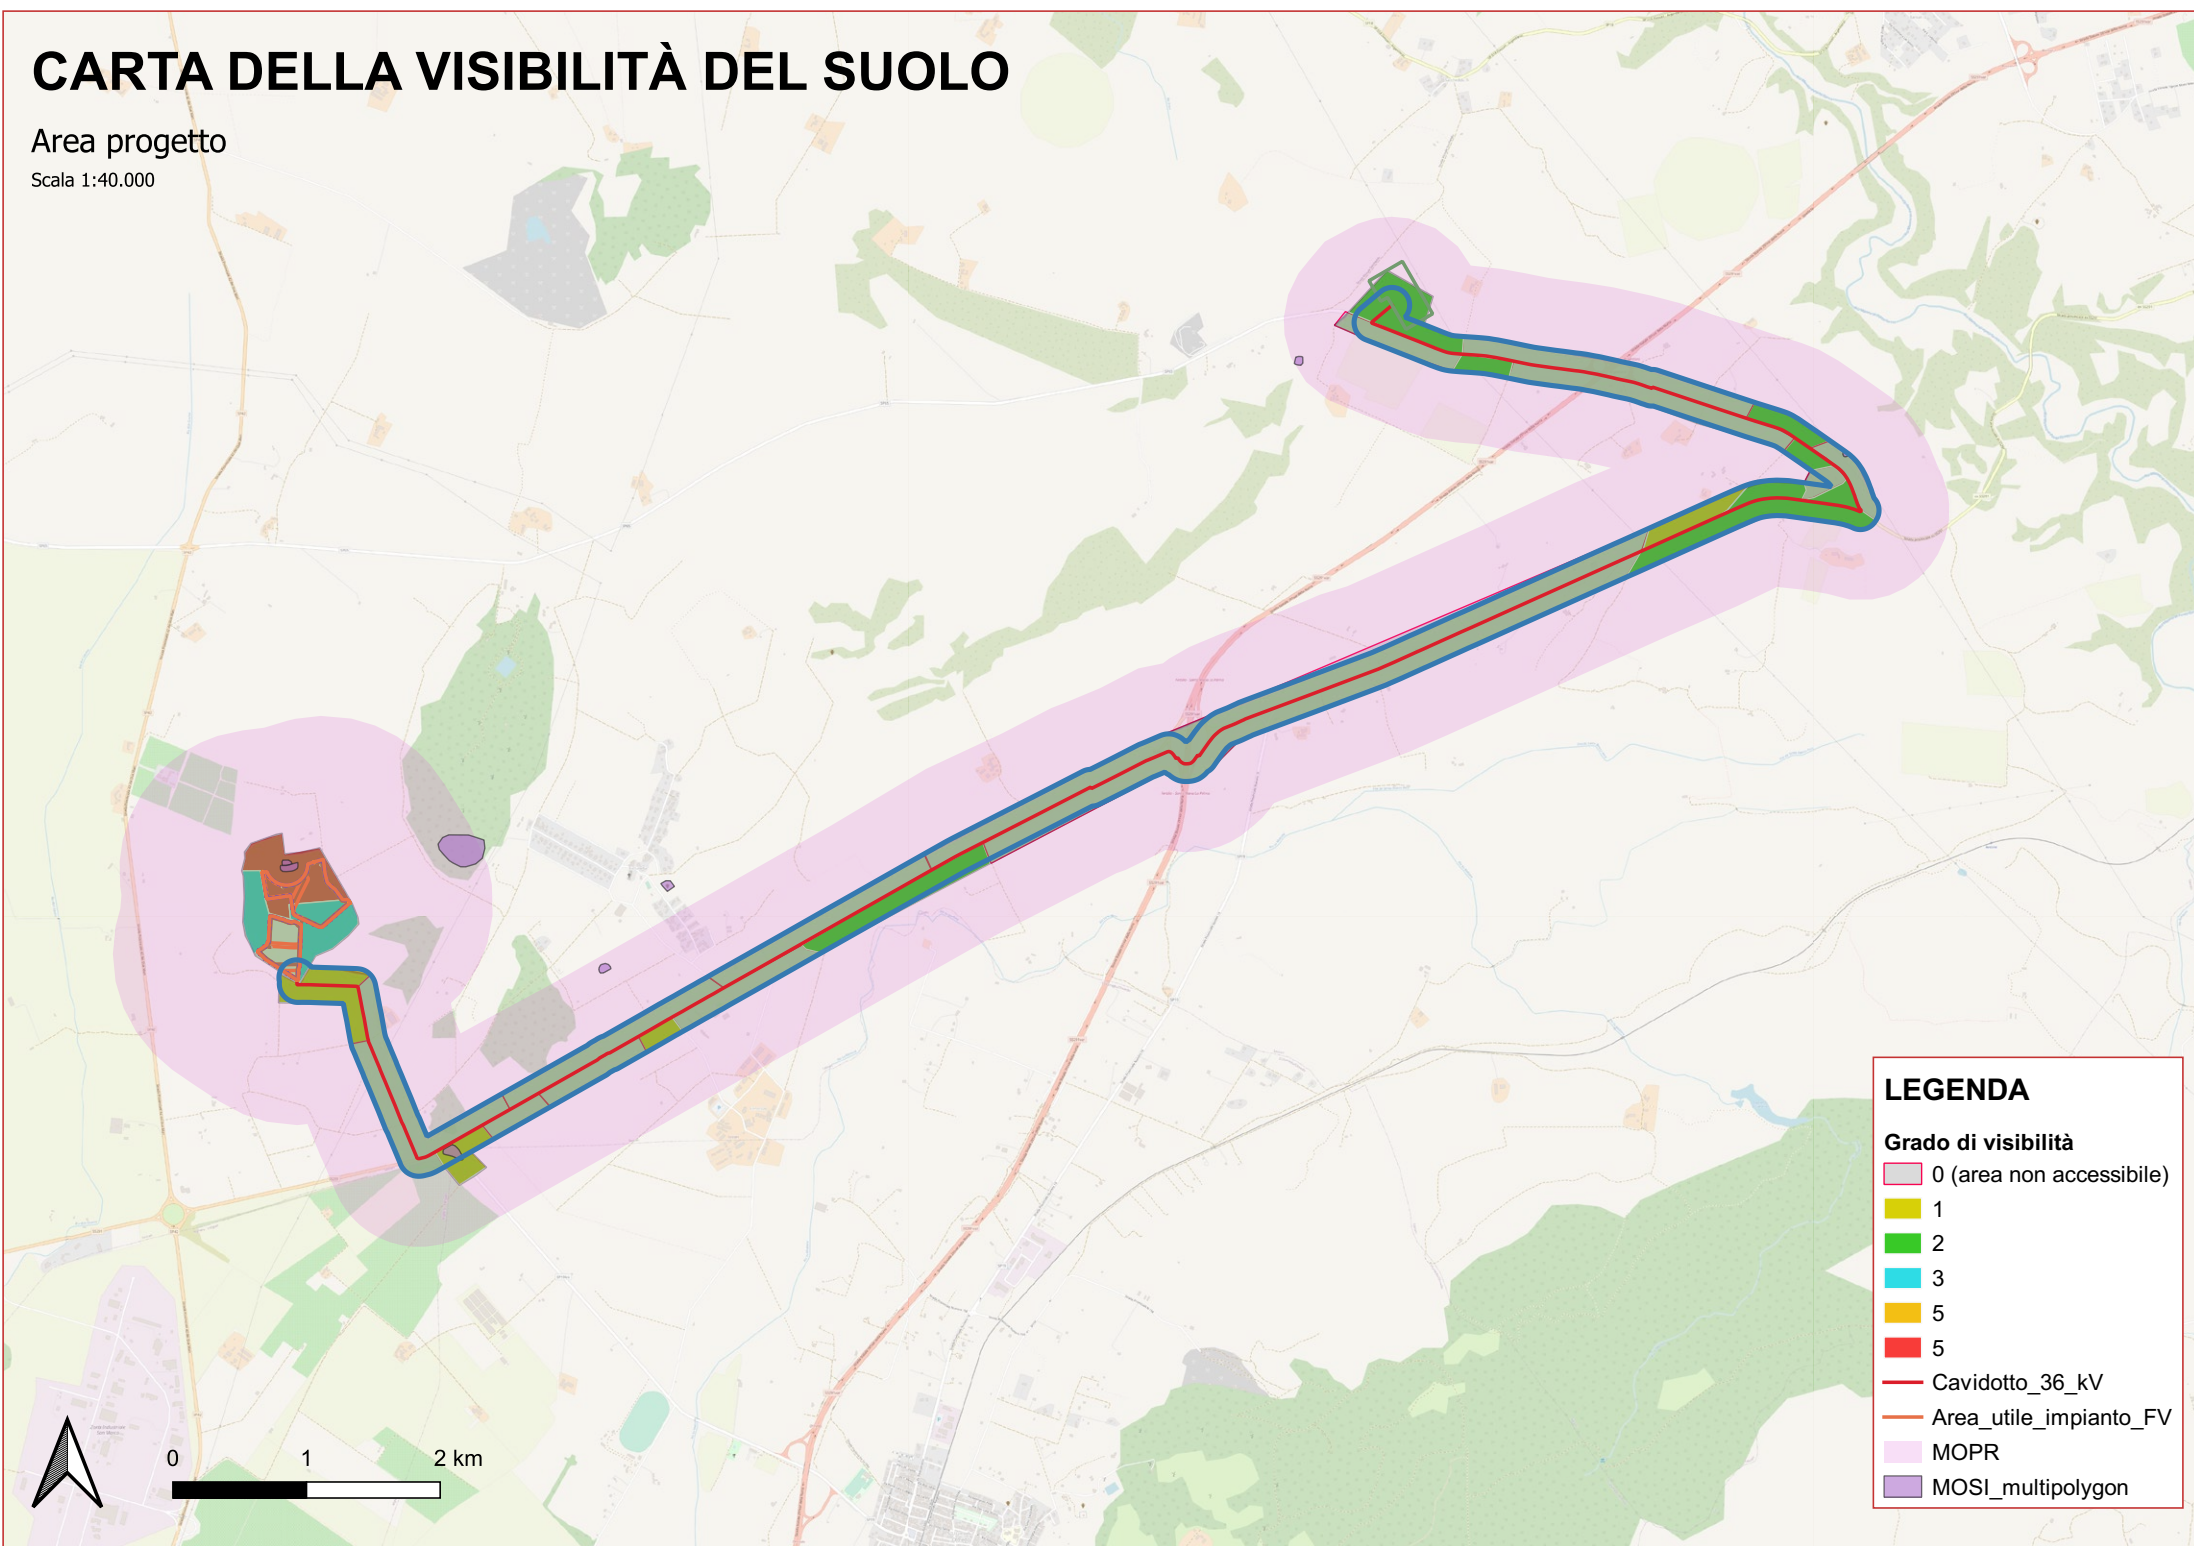 CARTA DELLA VISIBILITÀ DEL SUOLO
Area progetto
Scala 1:40.000
LEGENDA
Grado di visibilità
0 (area non accessibile)
1
2
3
5
5
Cavidotto_36_kV
Area_utile_impianto_FV
MOPR
MOSI_multipolygon
0 1 2 km